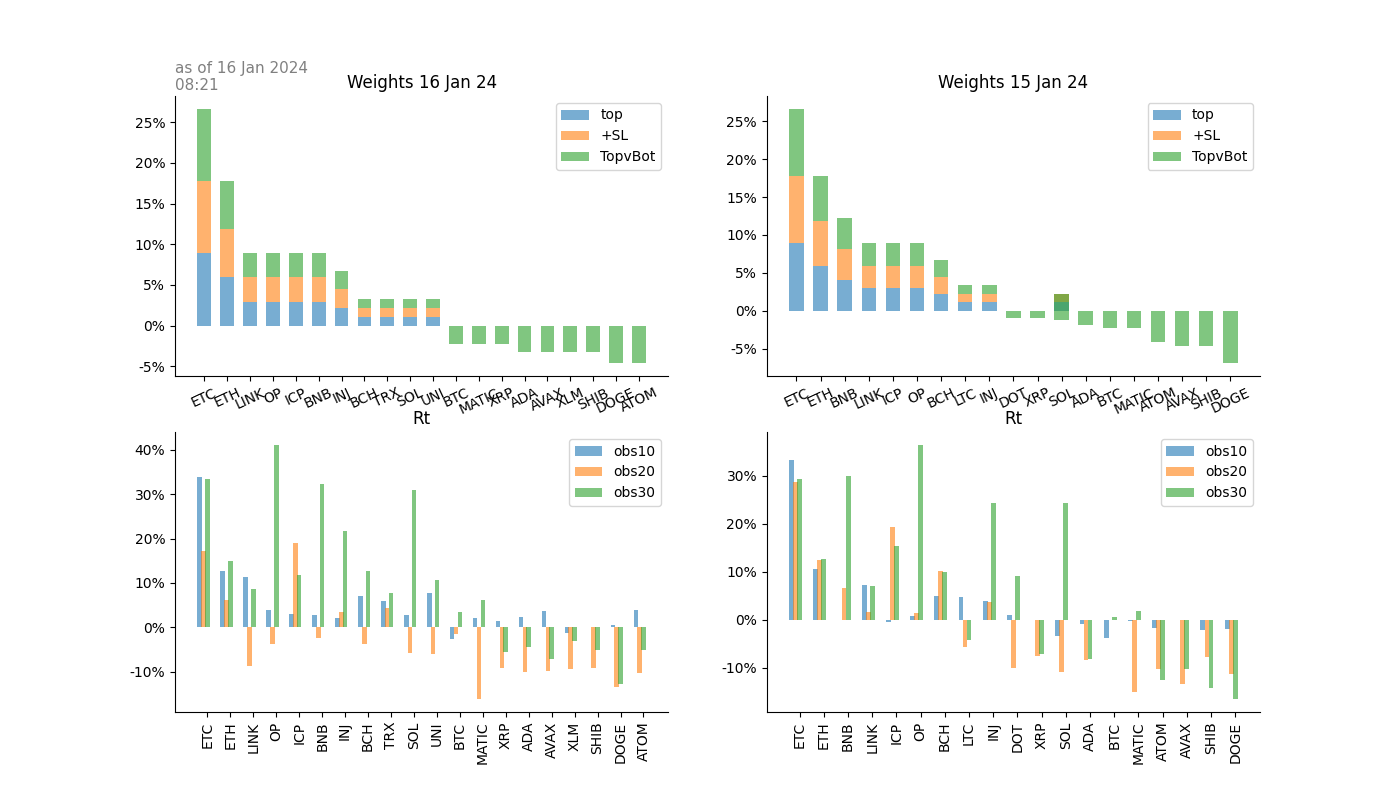 as of 16 Jan 2024
08:21
Weights 16 Jan 24
25%
20%
15%
10%
5%
0%
-5%
top
+SL
TopvBot
ETC ETH LINK OP ICP BNB INJ BCH TRX SOL UNI BTC MATIC XRP ADA AVAX XLM SHIB DOGE ATOM
Weights 15 Jan 24
25%
20%
15%
10%
5%
0%
-5%
top
+SL
TopvBot
ETC ETH BNB LINK ICP OP BCH LTC INJ DOT XRP SOL ADA BTC MATIC ATOM AVAX SHIB DOGE
Rt
40%
30%
20%
10%
0%
-10%
obs10
obs20
obs30
ETC ETH LINK OP ICP BNB INJ BCH TRX SOL UNI BTC MATIC XRP ADA AVAX XLM SHIB DOGE ATOM
Rt
30%
20%
10%
0%
-10%
obs10
obs20
obs30
ETC ETH BNB LINK ICP OP BCH LTC INJ DOT XRP SOL ADA BTC MATIC ATOM AVAX SHIB DOGE